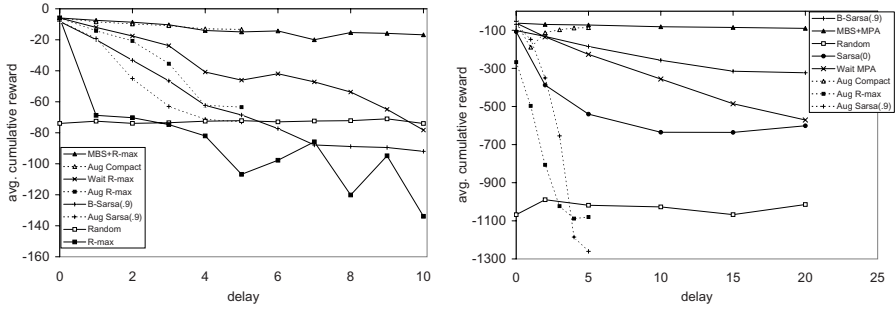 0
-20
-40
-60
-80
-100
-120
-140
-160
avg. cumulative reward
MBS+R-max
Aug Compact
Wait R-max
Aug R-max
B-Sarsa(.9)
Aug Sarsa(.9)
Random
R-max
0 2 4 6 8 10
delay
-100
-300
-500
-700
-900
-1100
-1300
avg. cumulative reward
B-Sarsa(.9)
MBS+MPA
Random
Sarsa(0)
Wait MPA
Aug Compact
Aug R-max
Aug Sarsa(.9)
0 5 10 15 20 25
delay